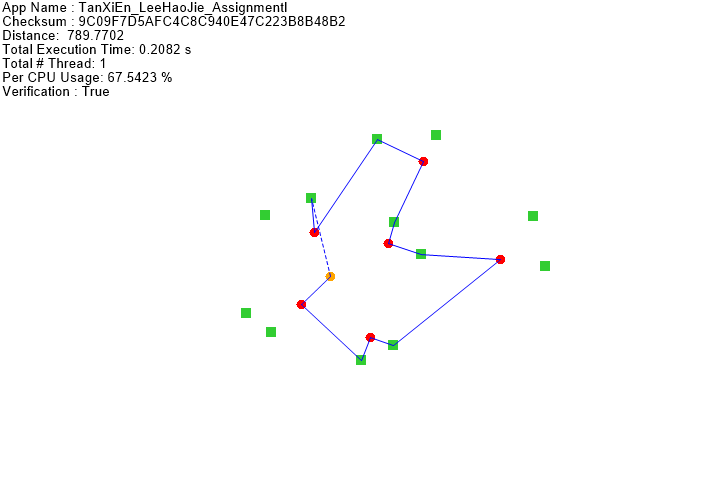 App Name : TanXiEn_LeeHaoJie_AssignmentI
Checksum : 9C09F7D5AFC4C8C940E47C223B8B48B2
Distance:  789.7702
Total Execution Time: 0.2082 s
Total # Thread: 1
Per CPU Usage: 67.5423 %
Verification : True